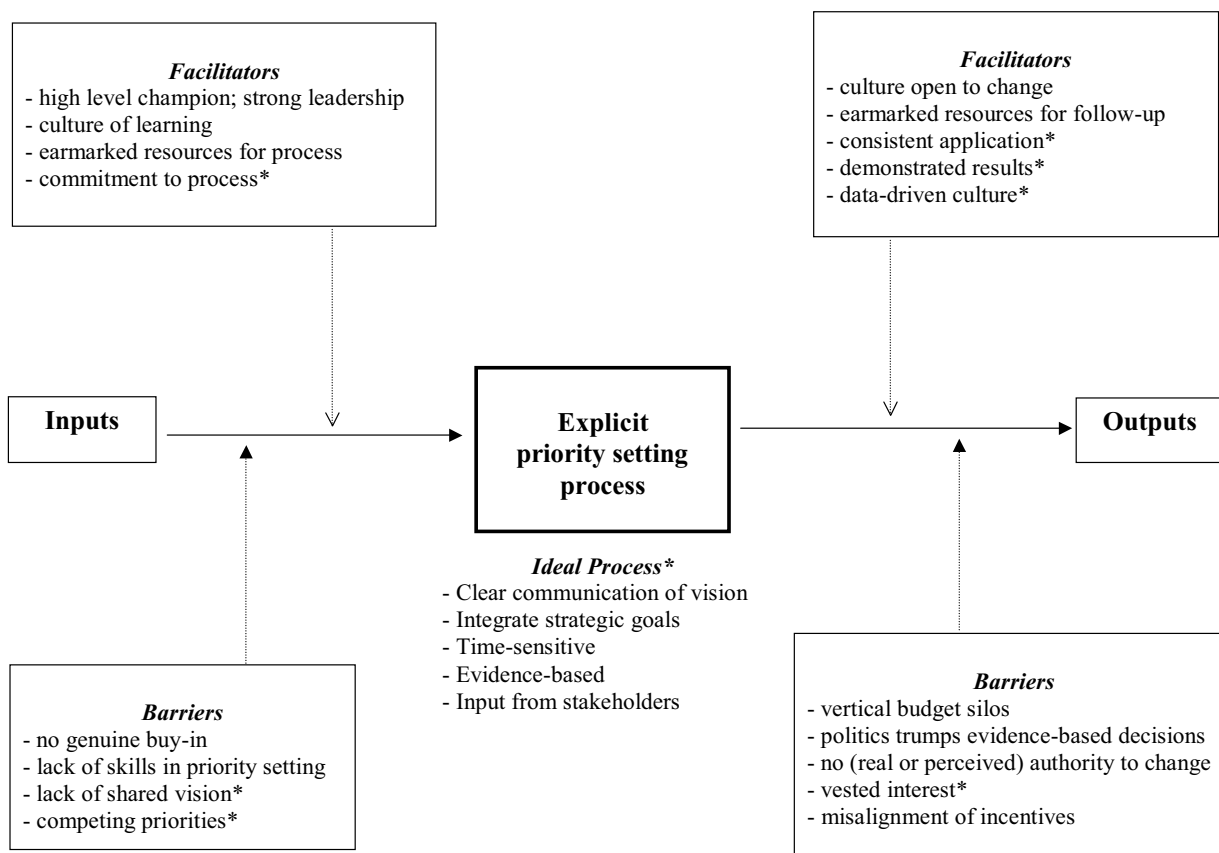 Facilitators
- high level champion; strong leadership
- culture of learning
- earmarked resources for process
- commitment to process*
Facilitators
- culture open to change
- earmarked resources for follow-up
- consistent application*
- demonstrated results*
- data-driven culture*
Inputs
Explicit
priority setting
process
Outputs
Ideal Process*
- Clear communication of vision
- Integrate strategic goals
- Time-sensitive
- Evidence-based
- Input from stakeholders
Barriers
- no genuine buy-in
- lack of skills in priority setting
- lack of shared vision*
- competing priorities*
Barriers
- vertical budget silos
- politics trumps evidence-based decisions
- no (real or perceived) authority to change
- vested interest*
- misalignment of incentives